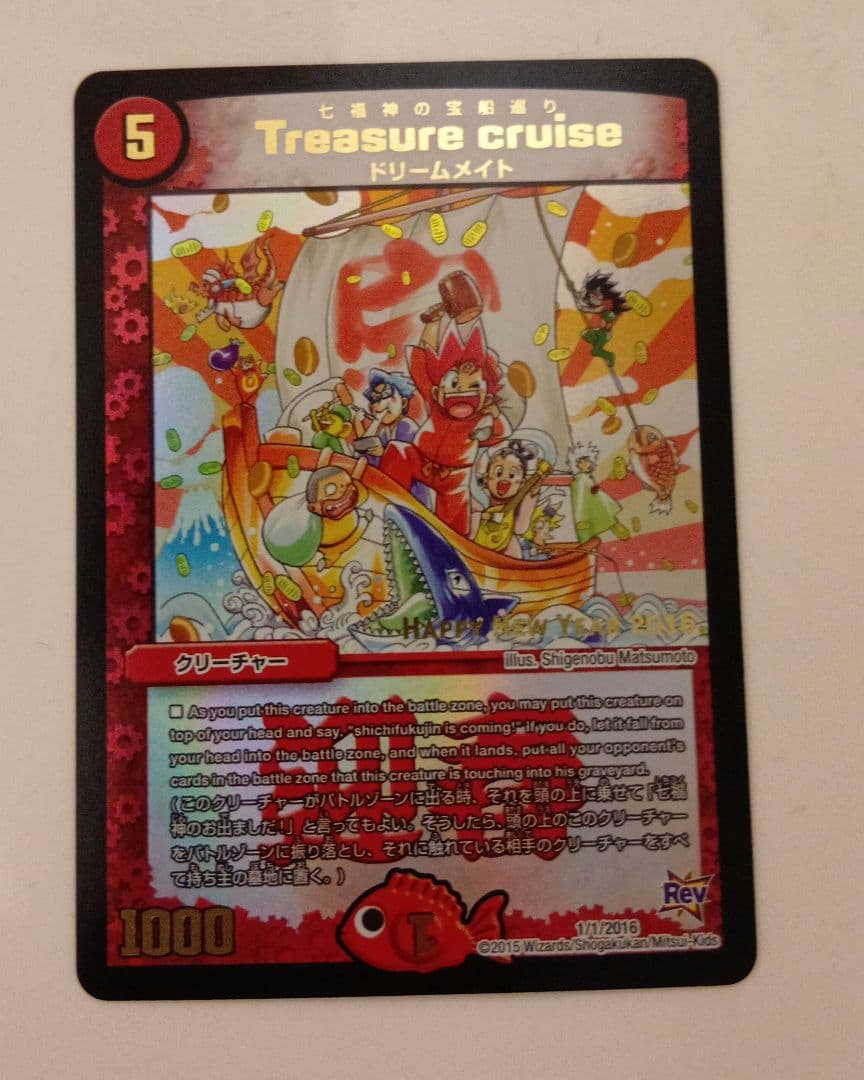 5
七福神の宝船巡り
Treasure cruise
ドリームメイト
宝
HAPPY NEW YEAR 2016
クリーチャー
illus. Shigenobu Matsumoto
■ As you put this creature into the battle zone, you may put this creature on
top of your head and say, "shichifukujin is coming!" If you do, let it fall from
your head into the battle zone, and when it lands, put all your opponent's
cards in the battle zone that this creature is touching into his graveyard.
(このクリーチャーがバトルゾーンに出る時、それを頭の上に乗せて「七福
神のお出ましだ!」と言ってもよい。そうしたら、頭の上のこのクリーチャー
をバトルゾーンに振り落とし、それに触れている相手のクリーチャーをすべ
て持ち主の墓地に置く。)
Rev
1000
1
1/1/2016
©2015 Wizards/Shogakukan/Mitsui-Kids